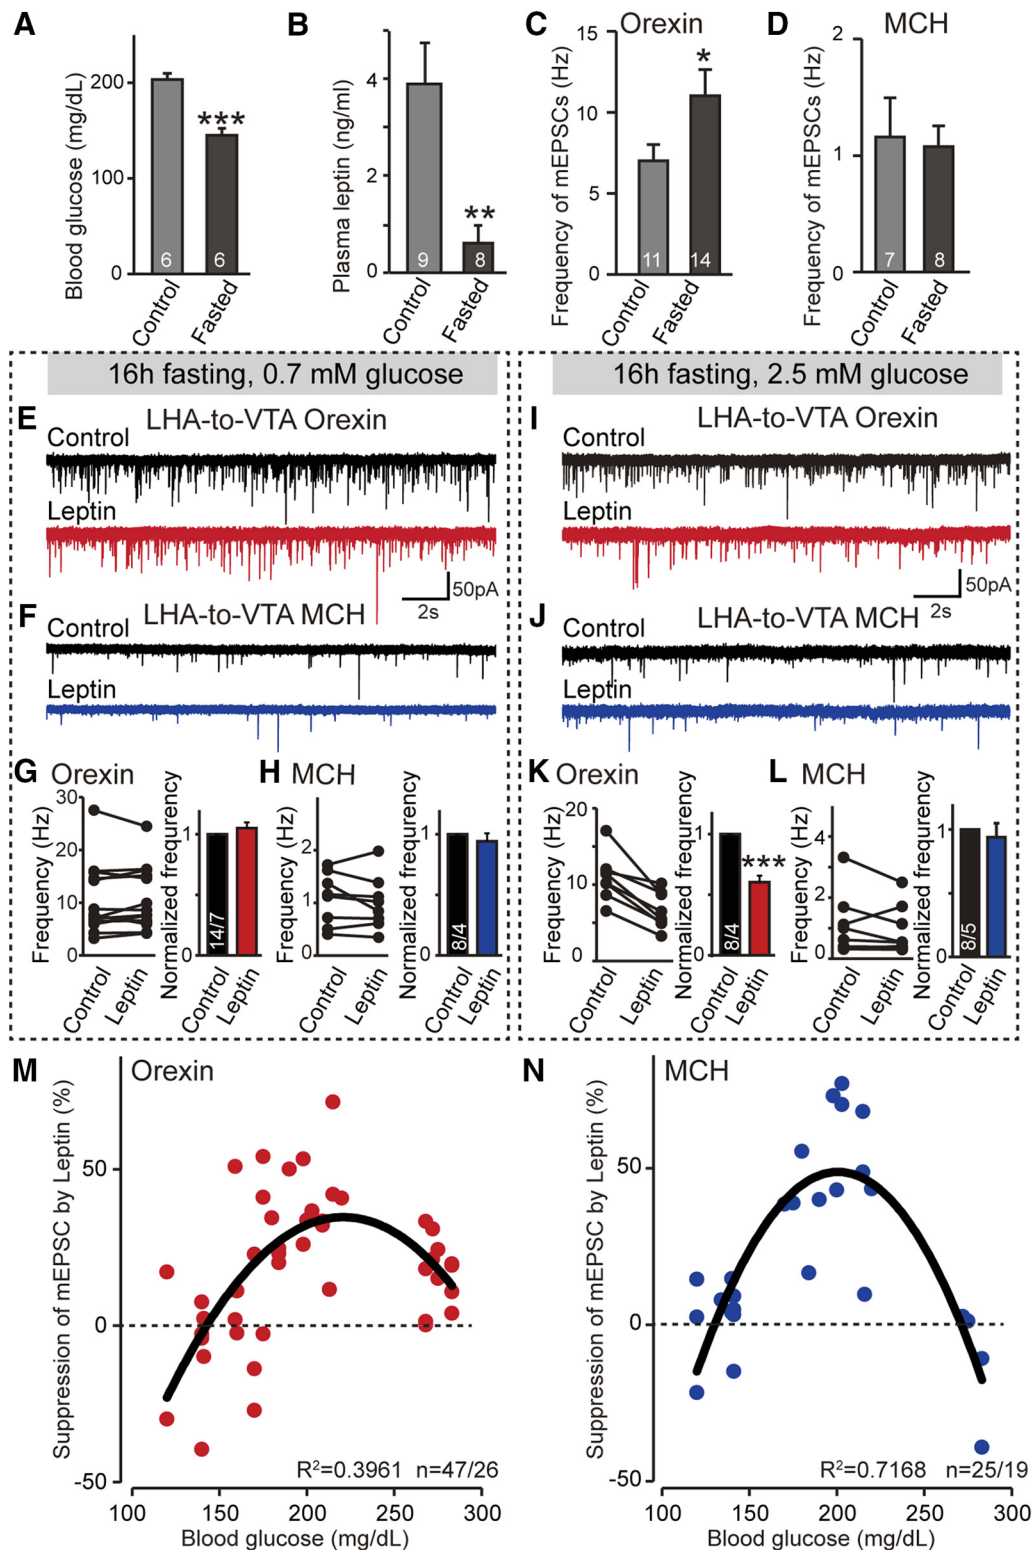 A
Blood glucose (mg/dL)
200
100
0
***
6
6
Control
Fasted
B
Plasma leptin (ng/ml)
4
2
0
**
9
8
Control
Fasted
C
Orexin
Frequency of mEPSCs (Hz)
15
10
5
0
*
11
14
Control
Fasted
D
MCH
Frequency of mEPSCs (Hz)
2
1
0
7
8
Control
Fasted
16h fasting, 0.7 mM glucose
E
LHA-to-VTA Orexin
Control
Leptin
50pA
2s
F
LHA-to-VTA MCH
Control
Leptin
G
Orexin
Frequency (Hz)
30
20
10
0
Control
Leptin
Normalized frequrency
1
0
14/7
Control
Leptin
H
MCH
Frequency (Hz)
2
1
0
Control
Leptin
Normalized frequrency
1
0
8/4
Control
Leptin
16h fasting, 2.5 mM glucose
I
LHA-to-VTA Orexin
Control
Leptin
50pA
2s
J
LHA-to-VTA MCH
Control
Leptin
K
Orexin
Frequency (Hz)
20
10
0
Control
Leptin
Normalized frequrency
1
0
***
8/4
Control
Leptin
L
MCH
Frequency (Hz)
4
2
0
Control
Leptin
Normalized frequrency
1
0
8/5
Control
Leptin
M
Orexin
Suppression of mEPSC by Leptin (%)
50
0
-50
R²=0.3961 n=47/26
100 150 200 250 300
Blood glucose (mg/dL)
N
MCH
Suppression of mEPSC by Leptin (%)
50
0
-50
R²=0.7168 n=25/19
100 150 200 250 300
Blood glucose (mg/dL)